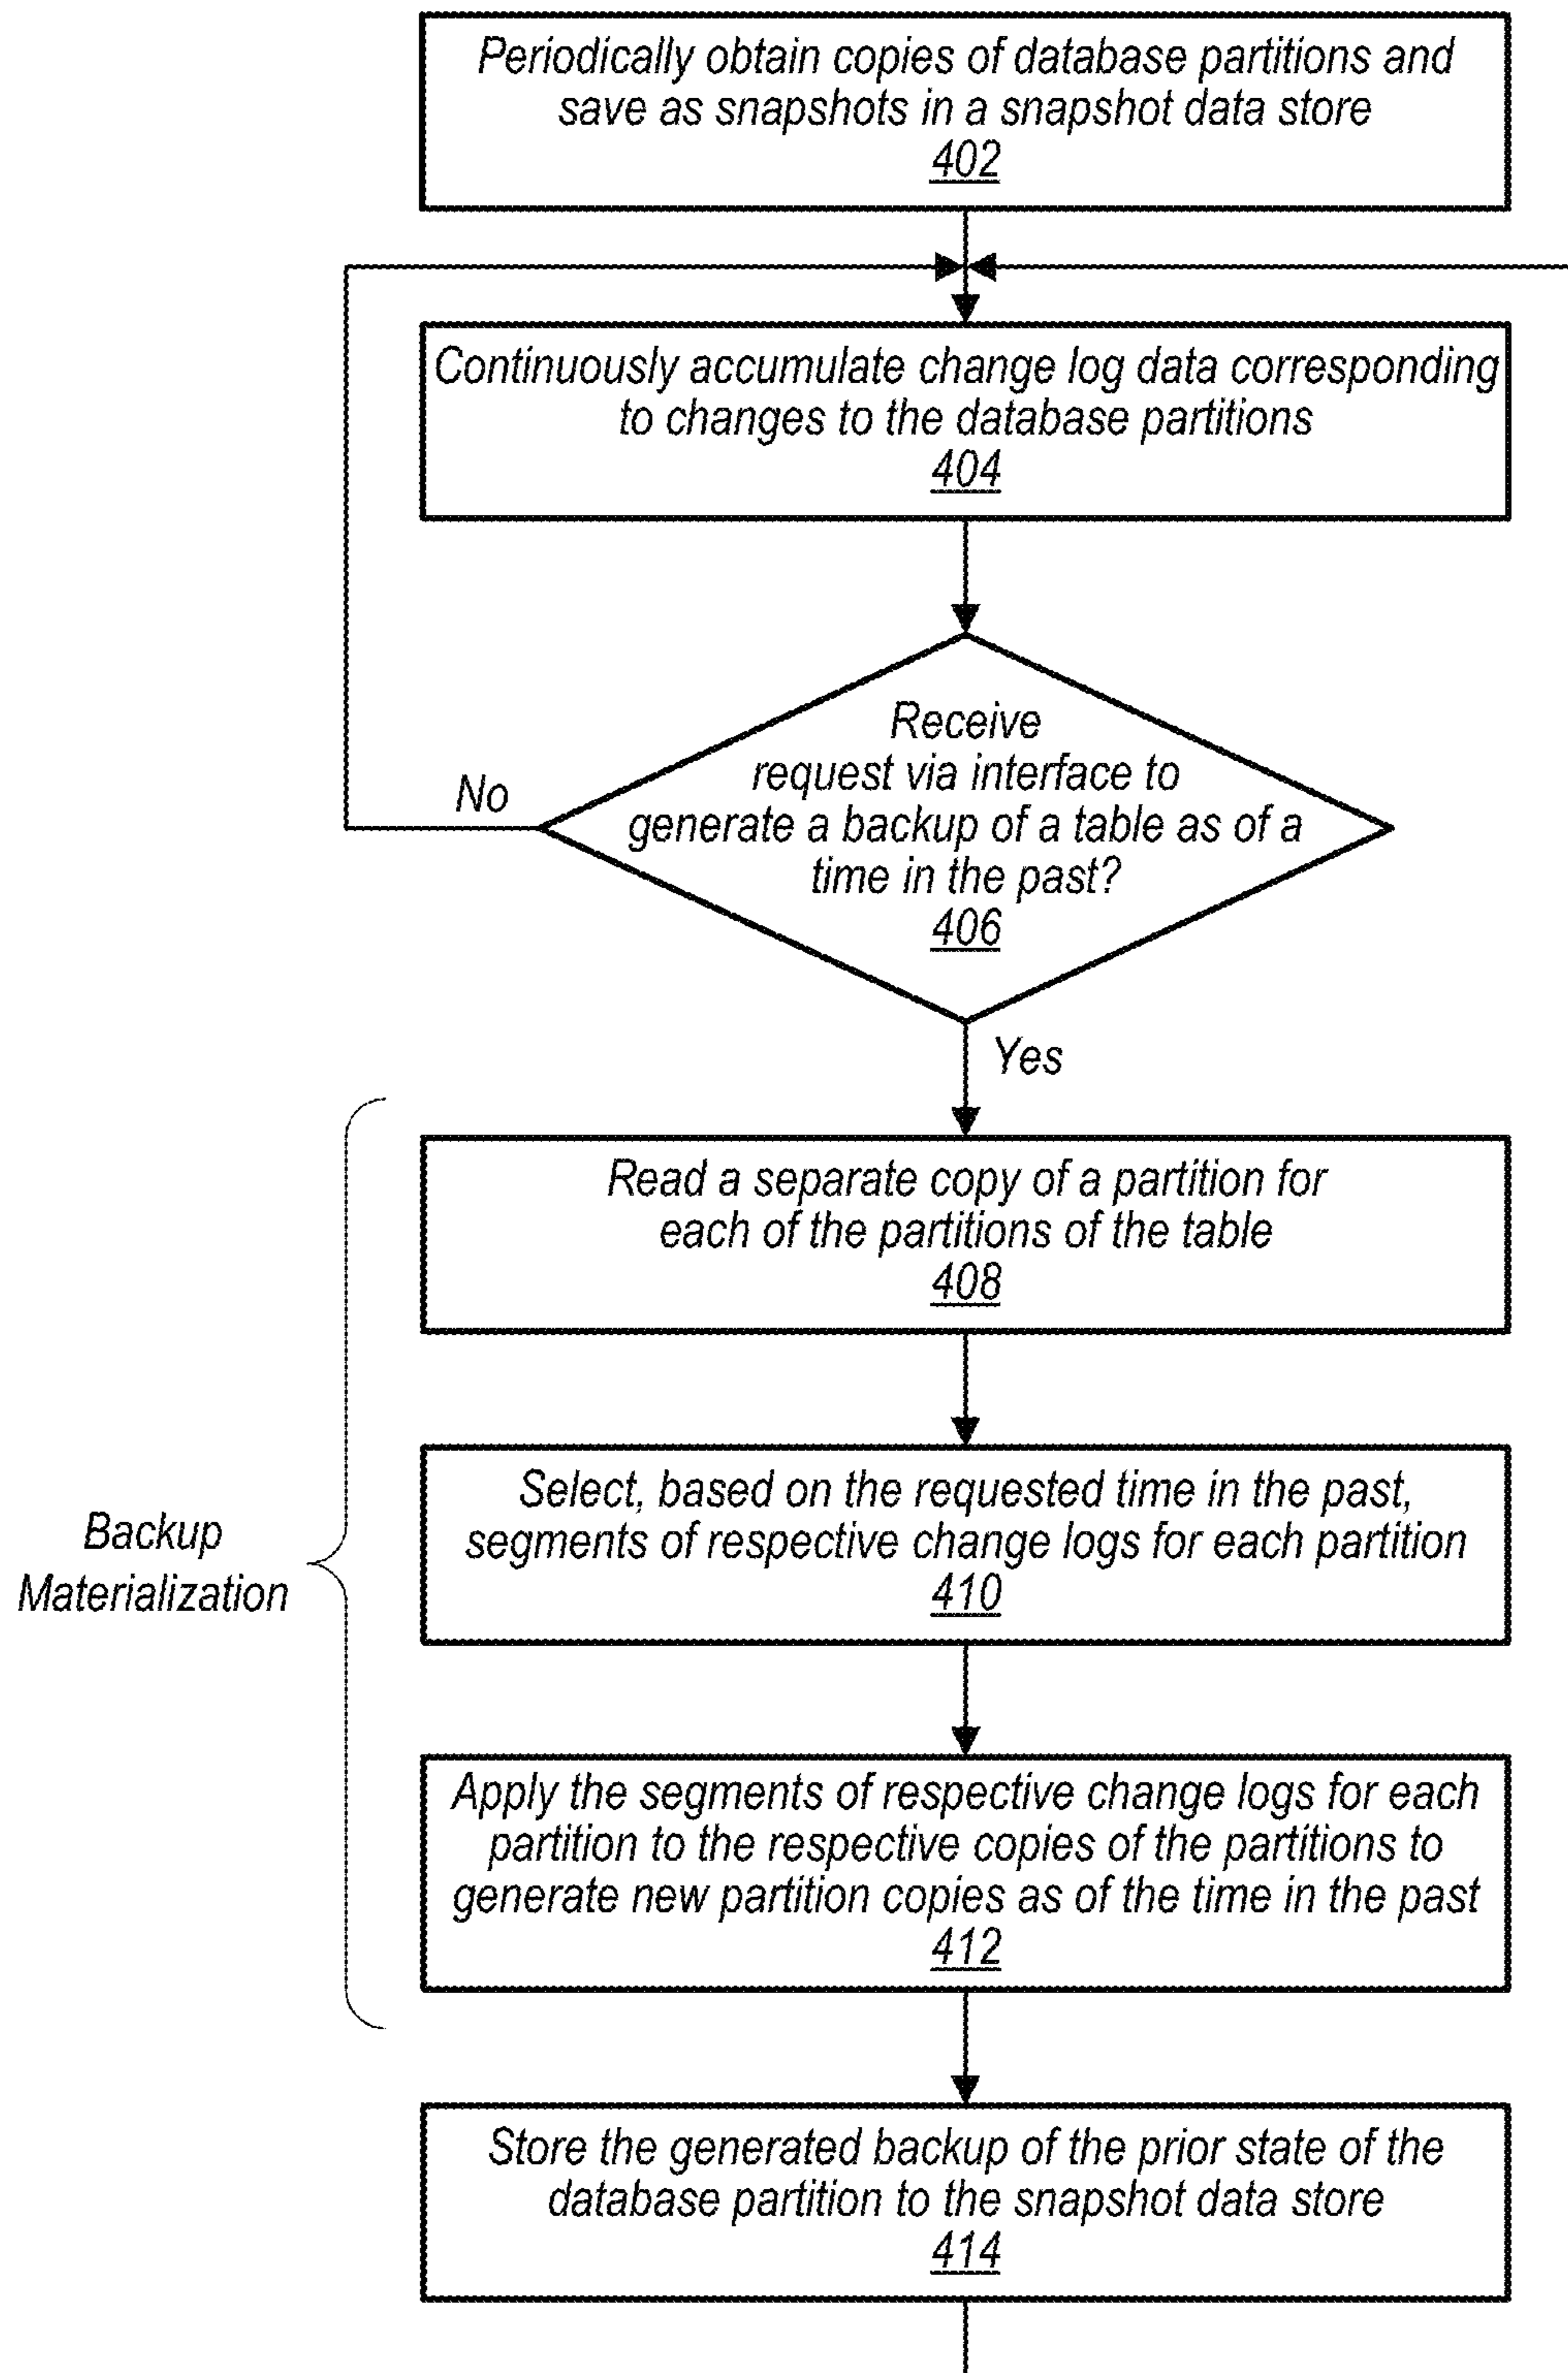 Periodically obtain copies of database partitions and
save as snapshots in a snapshot data store
402
Continuously accumulate change log data corresponding
to changes to the database partitions
404
Receive
request via interface to
generate a backup of a table as of a
time in the past?
406
No
Yes
Read a separate copy of a partition for
each of the partitions of the table
408
Select, based on the requested time in the past,
segments of respective change logs for each partition
410
Backup
Materialization
Apply the segments of respective change logs for each
partition to the respective copies of the partitions to
generate new partition copies as of the time in the past
412
Store the generated backup of the prior state of the
database partition to the snapshot data store
414